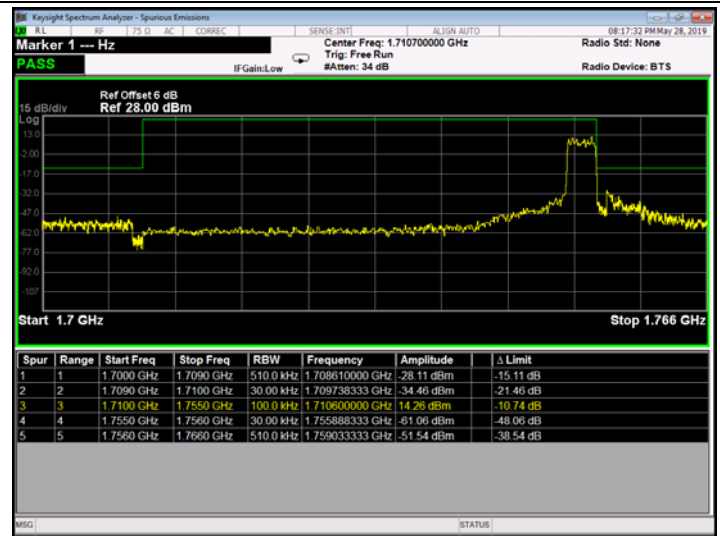 Keysight Spectrum Analyzer - Spurious Emissions
RL RF 75 Ω AC CORREC SENSE:INT ALIGN AUTO 08:17:32 PM May 28, 2019
Marker 1 --- Hz
Center Freq: 1.710700000 GHz
Radio Std: None
Trig: Free Run
PASS
IFGain:Low
#Atten: 34 dB
Radio Device: BTS
Ref Offset 6 dB
15 dB/div Ref 28.00 dBm
Log
13.0
-2.00
-17.0
-32.0
-47.0
-62.0
-77.0
-92.0
-107
Start 1.7 GHz Stop 1.766 GHz
Spur Range Start Freq Stop Freq RBW Frequency Amplitude Δ Limit
1 1 1.7000 GHz 1.7090 GHz 510.0 kHz 1.708610000 GHz -28.11 dBm -15.11 dB
2 2 1.7090 GHz 1.7100 GHz 30.00 kHz 1.709738333 GHz -34.46 dBm -21.46 dB
3 3 1.7100 GHz 1.7550 GHz 100.0 kHz 1.710600000 GHz 14.26 dBm -10.74 dB
4 4 1.7550 GHz 1.7560 GHz 30.00 kHz 1.755888333 GHz -61.06 dBm -48.06 dB
5 5 1.7560 GHz 1.7660 GHz 510.0 kHz 1.759033333 GHz -51.54 dBm -38.54 dB
MSG STATUS